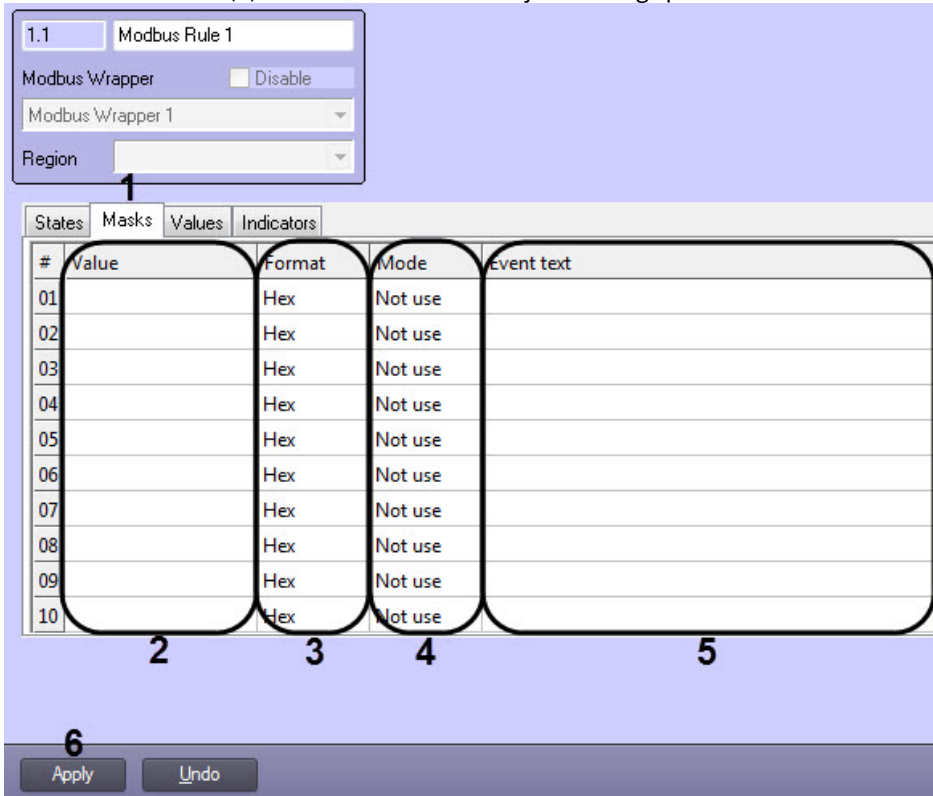 1.1 Modbus Rule 1
Modbus Wrapper Disable
Modbus Wrapper 1
Region
1
States Masks Values Indicators
# Value Format Mode Event text
01 Hex Not use
02 Hex Not use
03 Hex Not use
04 Hex Not use
05 Hex Not use
06 Hex Not use
07 Hex Not use
08 Hex Not use
09 Hex Not use
10 Hex Not use
2 3 4 5
6
Apply Undo